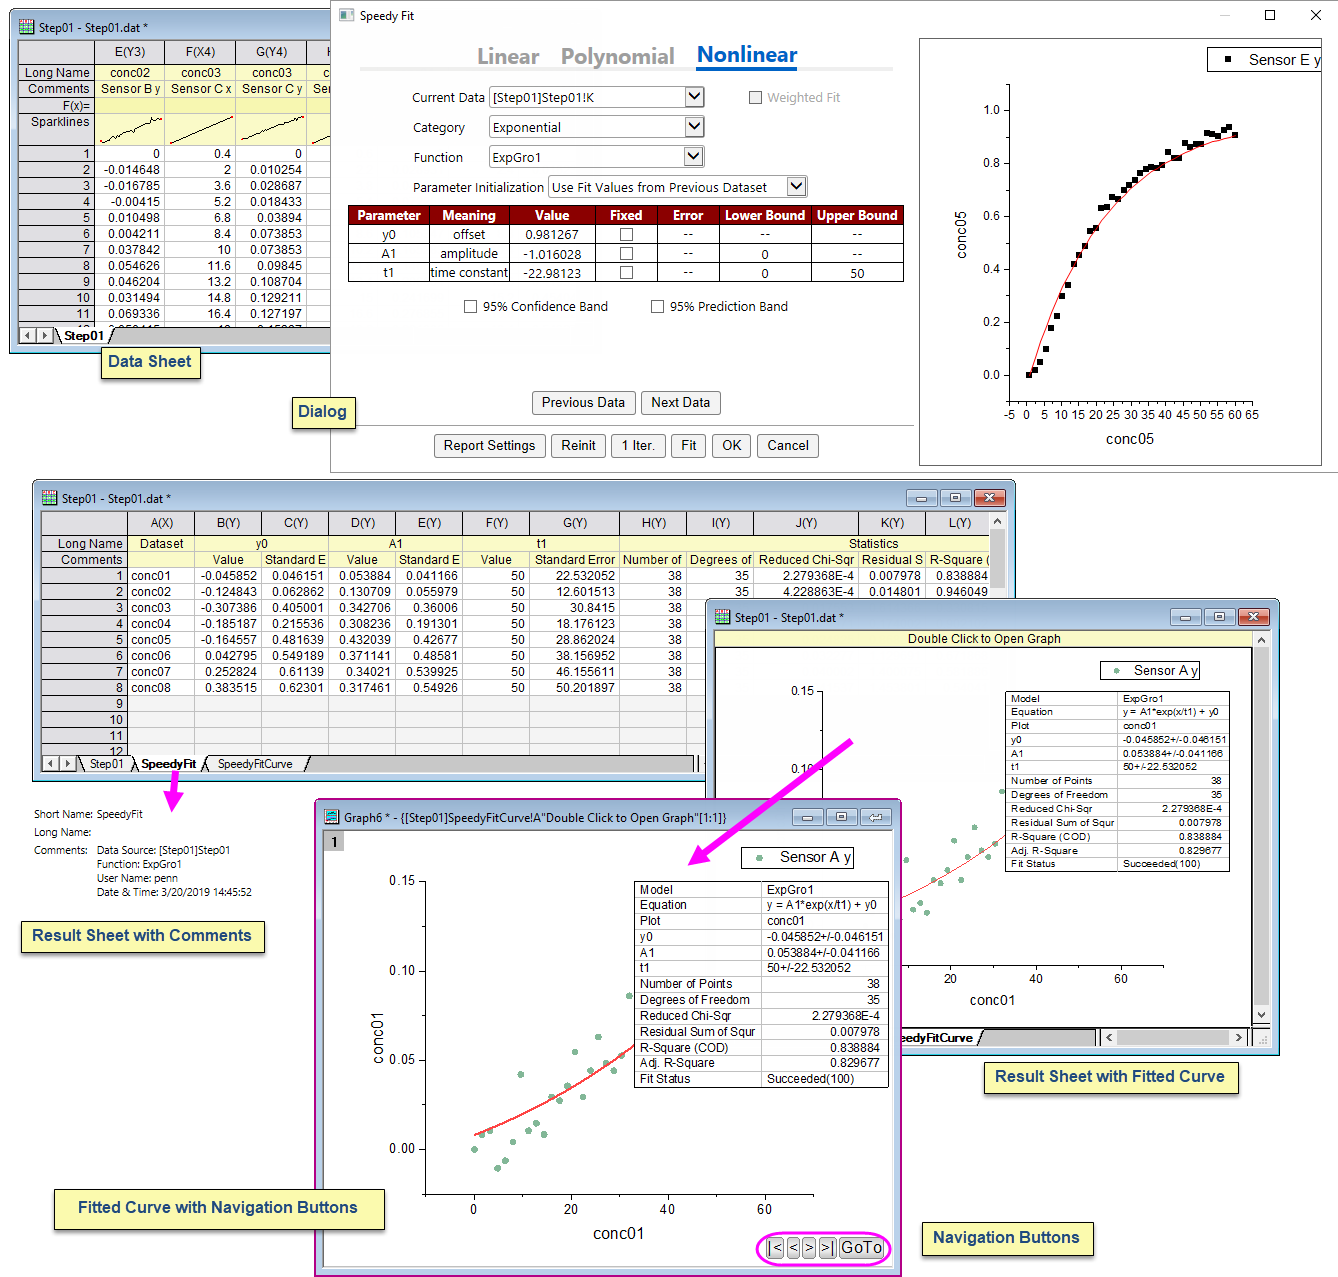 Step01 - Step01.dat *
E(Y3) F(X4) G(Y4)
Long Name conc02 conc03 conc03
Comments Sensor B y Sensor C x Sensor C y
F(x)=
Sparklines
1 0 0.4 0
2 -0.014648 2 0.010254
3 -0.016785 3.6 0.028687
4 -0.00415 5.2 0.018433
5 0.010498 6.8 0.03894
6 0.004211 8.4 0.073853
7 0.037842 10 0.073853
8 0.054626 11.6 0.09845
9 0.046204 13.2 0.108704
10 0.031494 14.8 0.129211
11 0.069336 16.4 0.127197
Step01
Data Sheet
Speedy Fit
Linear Polynomial Nonlinear
Current Data [Step01]Step01!K Weighted Fit
Category Exponential
Function ExpGro1
Parameter Initialization Use Fit Values from Previous Dataset
Parameter Meaning Value Fixed Error Lower Bound Upper Bound
y0 offset 0.981267 -- -- --
A1 amplitude -1.016028 -- 0 --
t1 time constant -22.98123 -- 0 50
95% Confidence Band 95% Prediction Band
Previous Data Next Data
Report Settings Reinit 1 Iter. Fit OK Cancel
Dialog
Sensor E y
1.0
0.8
0.6
0.4
0.2
0.0
conc05
-5 0 5 10 15 20 25 30 35 40 45 50 55 60 65
conc05
Step01 - Step01.dat *
A(X) B(Y) C(Y) D(Y) E(Y) F(Y) G(Y) H(Y) I(Y) J(Y) K(Y) L(Y)
Long Name Dataset y0 A1 t1 Statistics
Comments Value Standard E Value Standard E Value Standard Error Number of Degrees of Reduced Chi-Sqr Residual S R-Square (
1 conc01 -0.045852 0.046151 0.053884 0.041166 50 22.532052 38 35 2.279368E-4 0.007978 0.838884
2 conc02 -0.124843 0.062862 0.130709 0.055979 50 12.601513 38 35 4.228863E-4 0.014801 0.946049
3 conc03 -0.307386 0.405001 0.342706 0.36006 50 30.8415 38
4 conc04 -0.185187 0.215536 0.308236 0.191301 50 18.176123 38
5 conc05 -0.164557 0.481639 0.432039 0.42677 50 28.862024 38
6 conc06 0.042795 0.549189 0.371141 0.48581 50 38.156952 38
7 conc07 0.252824 0.61139 0.34021 0.539925 50 46.155611 38
8 conc08 0.383515 0.62301 0.317461 0.54926 50 50.201897 38
9
10
11
12
Step01 SpeedyFit SpeedyFitCurve
Short Name: SpeedyFit
Long Name:
Comments: Data Source: [Step01]Step01
Function: ExpGro1
User Name: penn
Date & Time: 3/20/2019 14:45:52
Result Sheet with Comments
Step01 - Step01.dat *
Double Click to Open Graph
Sensor A y
0.15
0.10
Model ExpGro1
Equation y = A1*exp(x/t1) + y0
Plot conc01
y0 -0.045852+/-0.046151
A1 0.053884+/-0.041166
t1 50+/-22.532052
Number of Points 38
Degrees of Freedom 35
Reduced Chi-Sqr 2.279368E-4
Residual Sum of Squr 0.007978
R-Square (COD) 0.838884
Adj. R-Square 0.829677
Fit Status Succeeded(100)
20 40 60
conc01
eedyFitCurve
Result Sheet with Fitted Curve
Graph6 * - {[Step01]SpeedyFitCurve!A"Double Click to Open Graph"[1:1]}
1
Sensor A y
0.15
0.10
0.05
0.00
conc01
Model ExpGro1
Equation y = A1*exp(x/t1) + y0
Plot conc01
y0 -0.045852+/-0.046151
A1 0.053884+/-0.041166
t1 50+/-22.532052
Number of Points 38
Degrees of Freedom 35
Reduced Chi-Sqr 2.279368E-4
Residual Sum of Squr 0.007978
R-Square (COD) 0.838884
Adj. R-Square 0.829677
Fit Status Succeeded(100)
0 20 40 60
conc01
|< < > >| GoTo
Fitted Curve with Navigation Buttons
Navigation Buttons